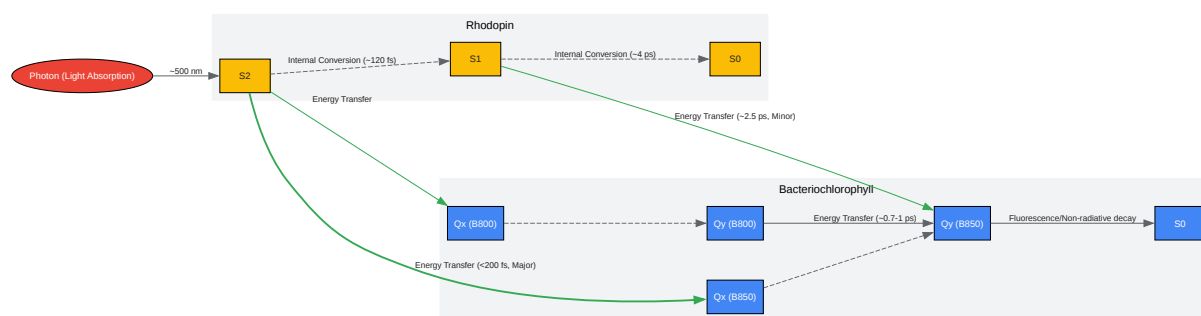 Rhodopin
Photon (Light Absorption)
~500 nm
S2
Internal Conversion (~120 fs)
S1
Internal Conversion (~4 ps)
S0
Energy Transfer
Energy Transfer (~2.5 ps, Minor)
Bacteriochlorophyll
Qx (B800)
Qy (B800)
Energy Transfer (~0.7-1 ps)
Qy (B850)
Fluorescence/Non-radiative decay
S0
Energy Transfer (<200 fs, Major)
Qx (B850)